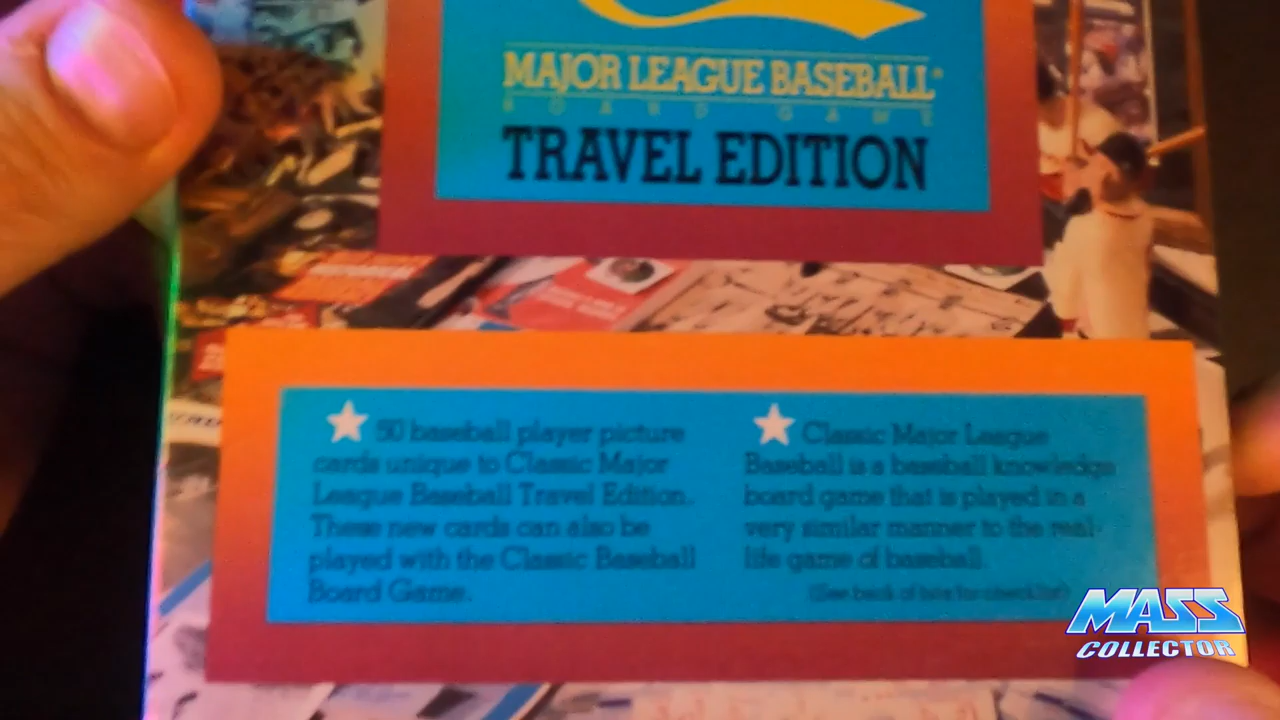 MAJOR LEAGUE BASEBALL
BOARD GAME
TRAVEL EDITION
50 baseball player picture
cards unique to Classic Major
League Baseball Travel Edition.
These new cards can also be
played with the Classic Baseball
Board Game.
Classic Major League
Baseball is a baseball knowledge
board game that is played in a
very similar manner to the real-
life game of baseball.
(See back of box for checklist)
MASS
COLLECTOR